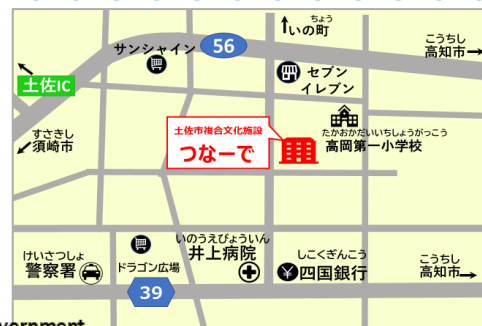 ちょう
いの町
こうちし
高知市
サンシャイン
56
セブン
イレブン
土佐IC
すさきし
須崎市
土佐市複合文化施設
つなーで
たかおかだいいちしょうがっこう
高岡第一小学校
いのうえびょういん
井上病院
けいさつしょ
警察署
ドラゴン広場
しこくぎんこう
四国銀行
こうちし
高知市
39
vernment